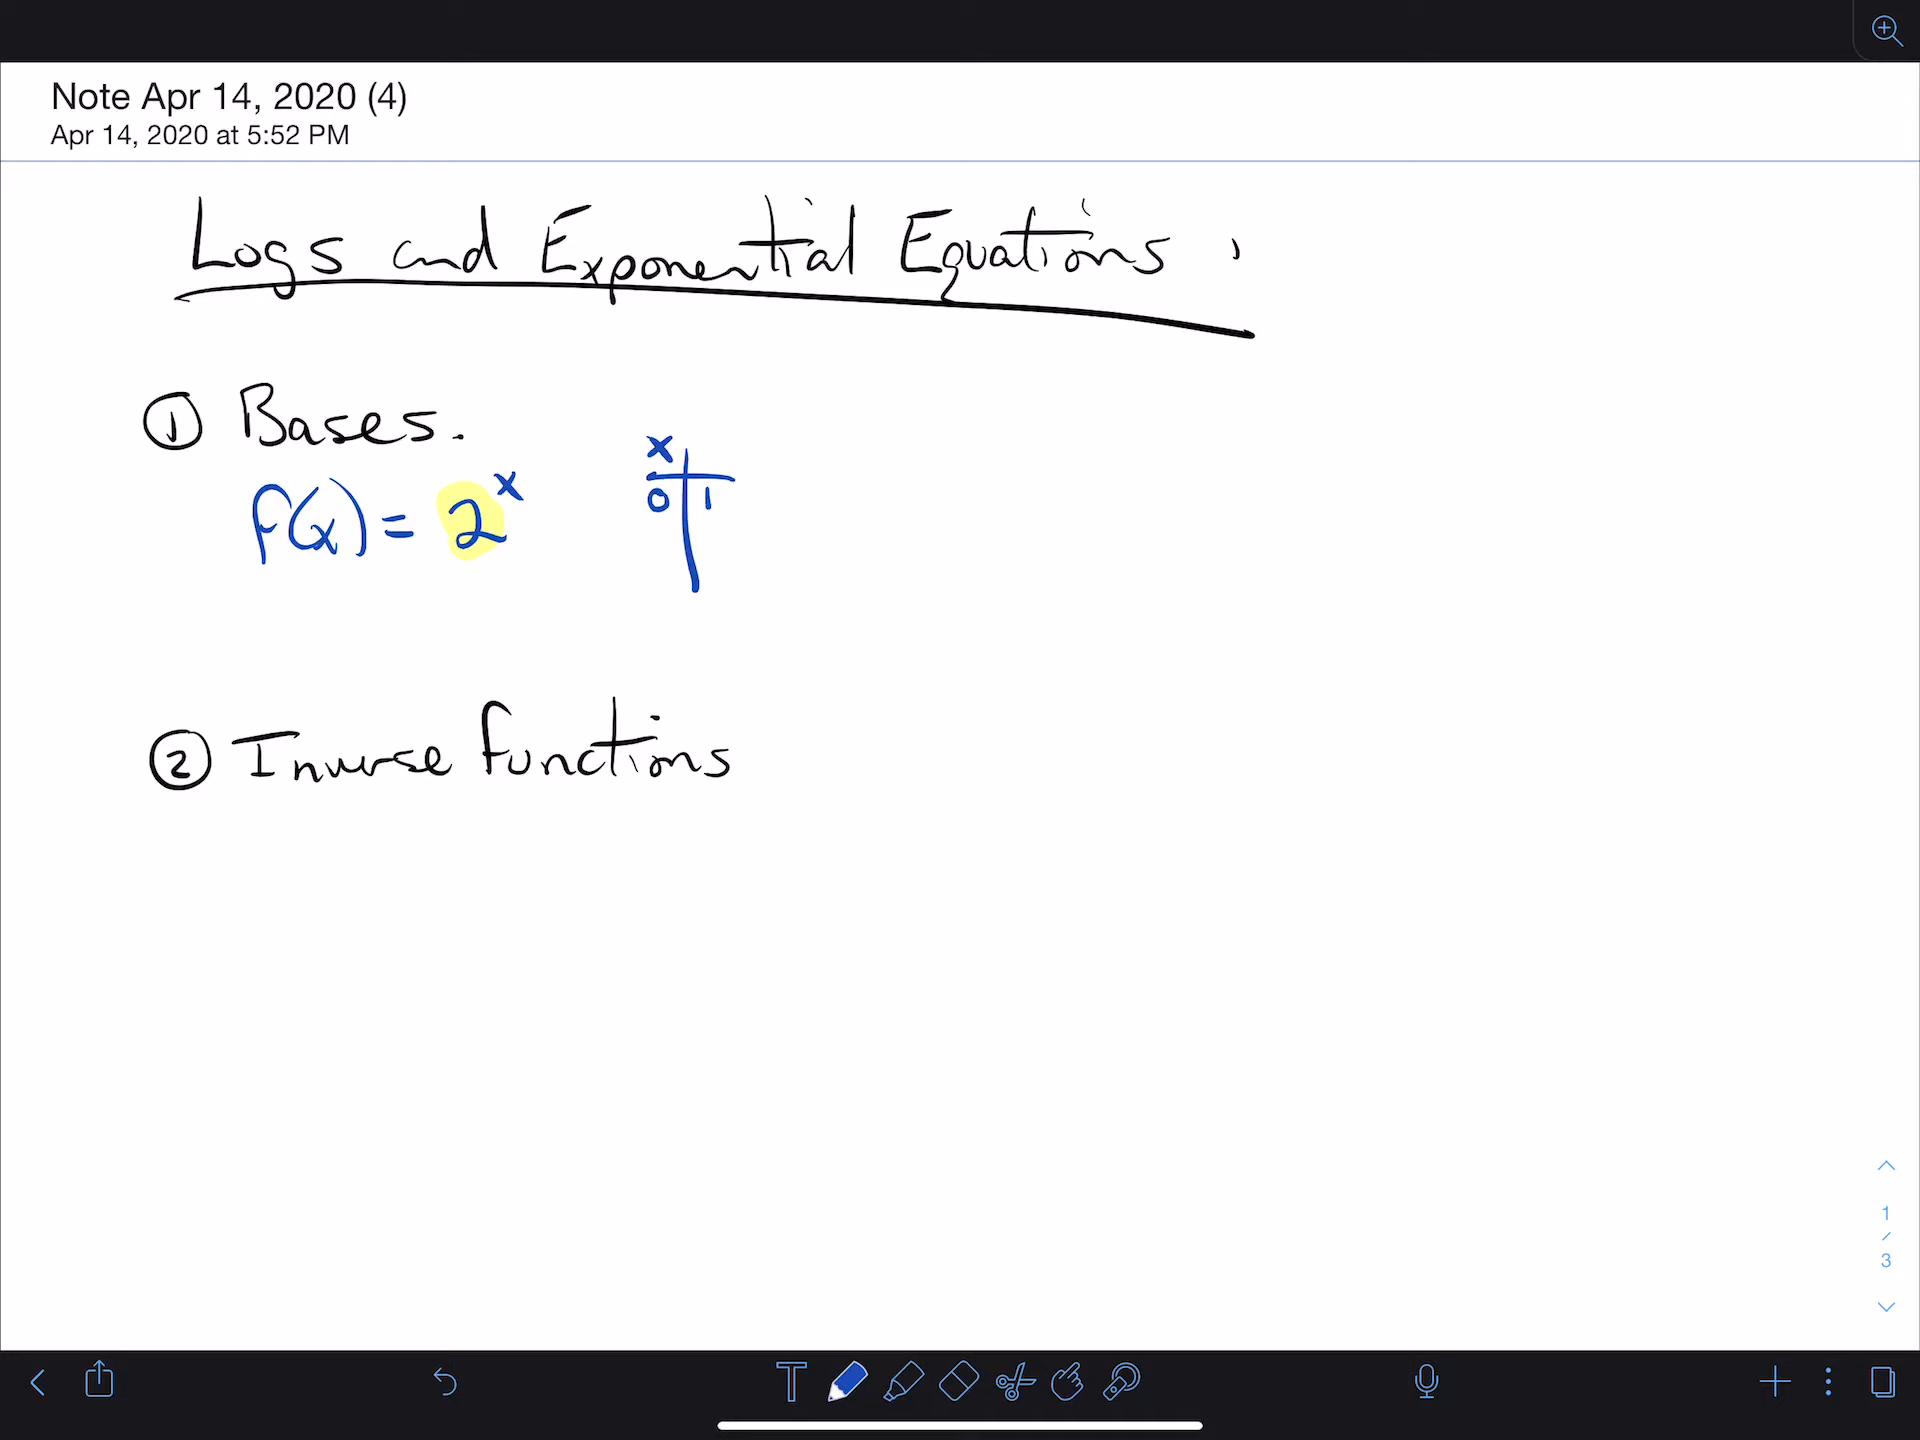 Note Apr 14, 2020 (4)
Apr 14, 2020 at 5:52 PM
Logs and Exponential Equations
① Bases.
f(x) = 2^x
x
0 1
② Inverse functions
1
/
3
T